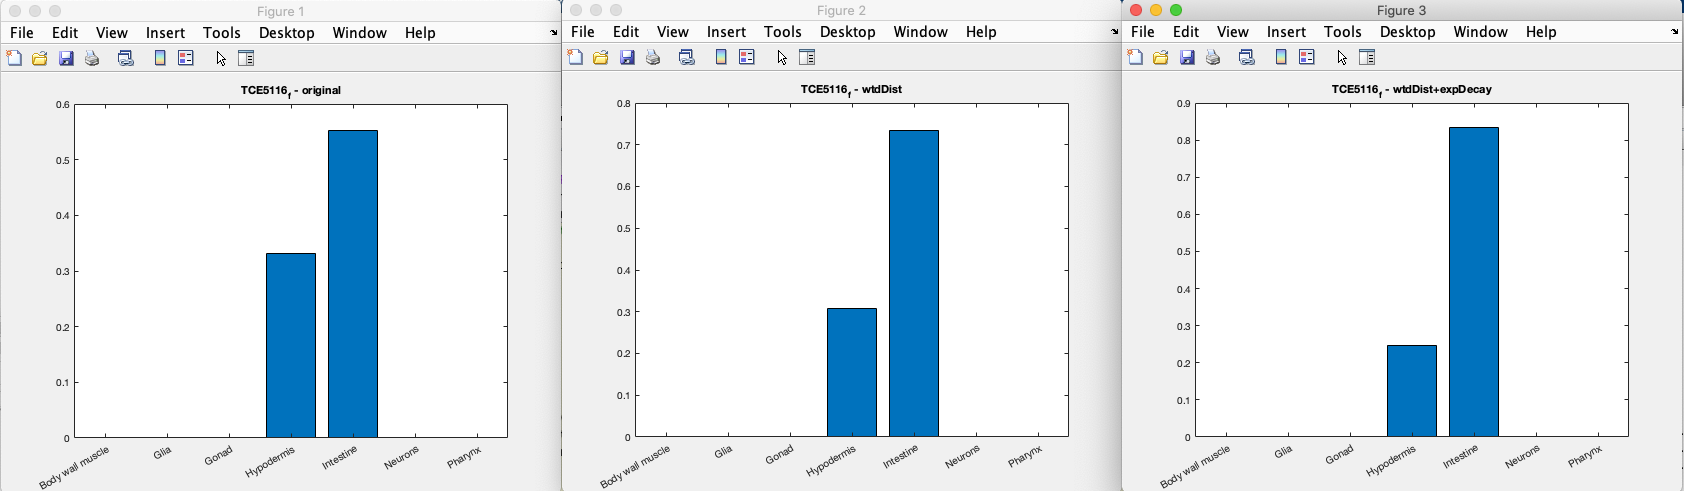 Figure 1
File Edit View Insert Tools Desktop Window Help
TCE5116f - original
0.6
0.5
0.4
0.3
0.2
0.1
0
Body wall muscle
Glia
Gonad
Hypodermis
Intestine
Neurons
Pharynx
Figure 2
File Edit View Insert Tools Desktop Window Help
TCE5116f - wtdDist
0.8
0.7
0.6
0.5
0.4
0.3
0.2
0.1
0
Body wall muscle
Glia
Gonad
Hypodermis
Intestine
Neurons
Pharynx
Figure 3
File Edit View Insert Tools Desktop Window Help
TCE5116f - wtdDist+expDecay
0.9
0.8
0.7
0.6
0.5
0.4
0.3
0.2
0.1
0
Body wall muscle
Glia
Gonad
Hypodermis
Intestine
Neurons
Pharynx